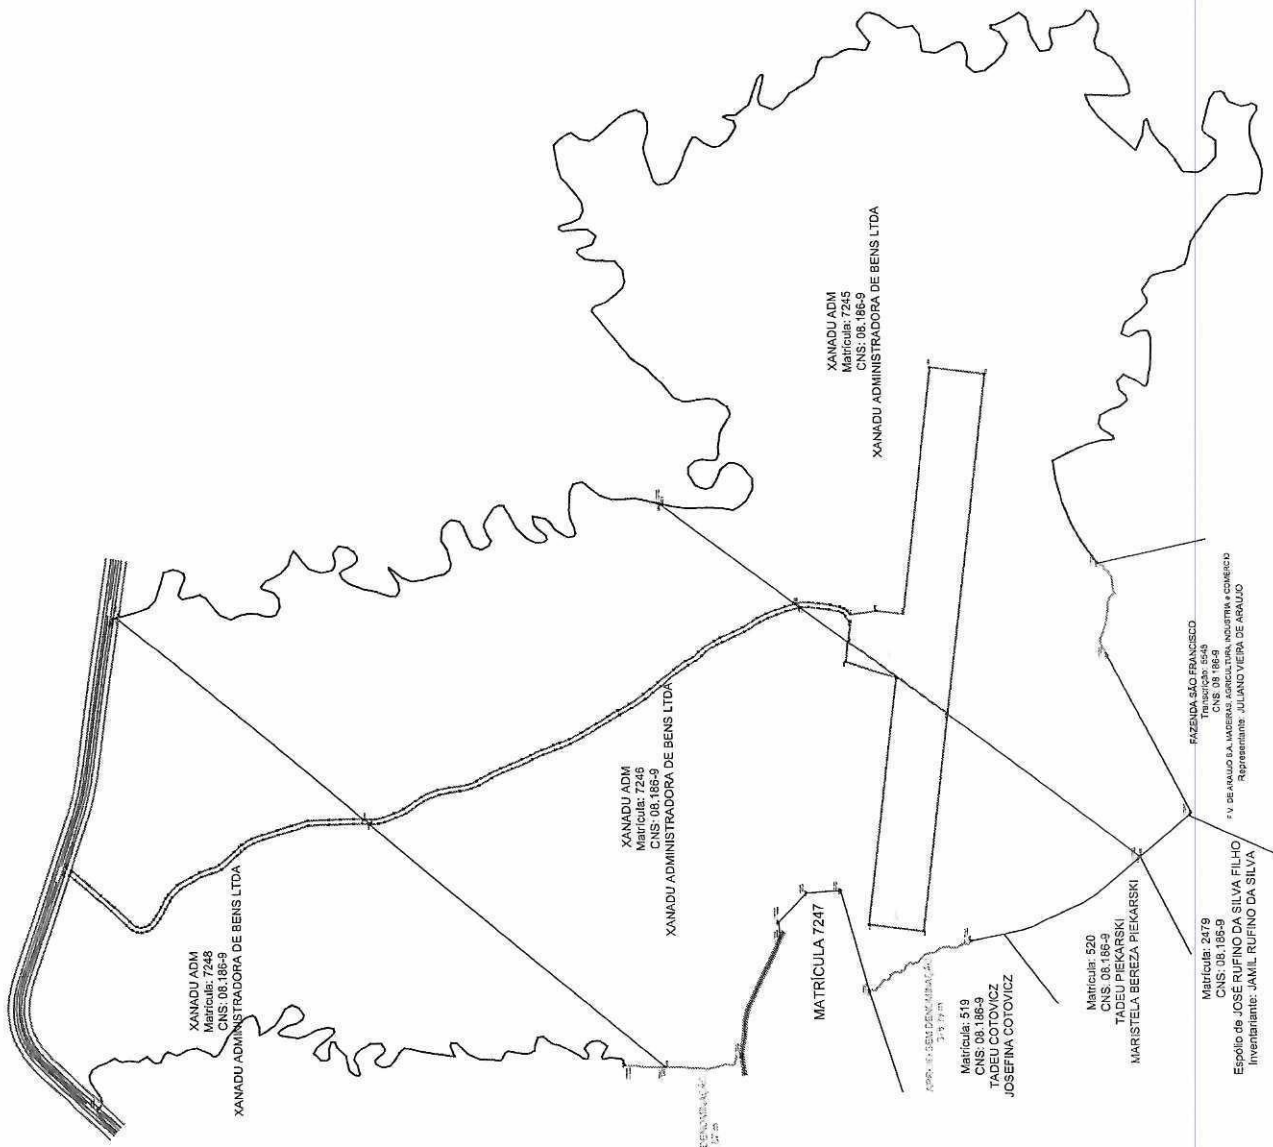 XANADU ADM
Matrícula: 7248
CNS: 08.186-9
XANADU ADMINISTRADORA DE BENS LTDA
XANADU ADM
Matrícula: 7246
CNS: 08.186-9
XANADU ADMINISTRADORA DE BENS LTDA
XANADU ADM
Matrícula: 7245
CNS: 08.186-9
XANADU ADMINISTRADORA DE BENS LTDA
MATRÍCULA 7247
SEM DENOMINAÇÃO
DENOMINAÇÃO
Matrícula: 519
CNS: 08.186-9
TADEU COTOVICZ
JOSEFINA COTOVICZ
Matrícula: 520
CNS: 08.186-9
TADEU PIEKARSKI
MARISTELA BEREZA PIEKARSKI
Matrícula: 2479
CNS: 08.186-9
Espólio de JOSÉ RUFINO DA SILVA FILHO
Inventariante: JAMIL RUFINO DA SILVA
FAZENDA SÃO FRANCISCO
Transcrição: 5545
CNS: 08.186-9
F.V. DE ARAUJO S.A. MADEIRAS, AGRICULTURA, INDUSTRIA e COMERCIO
Representante: JULIANO VIEIRA DE ARAUJO